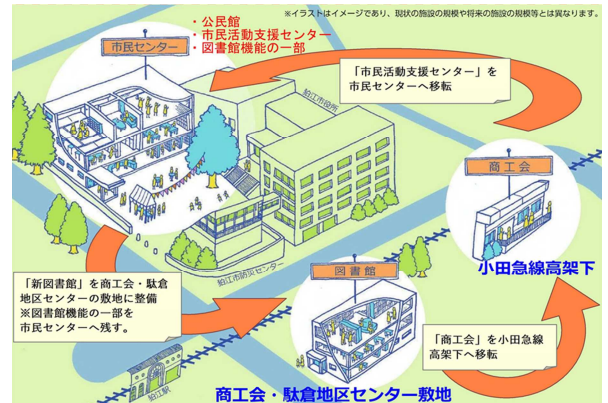 ※イラストはイメージであり、現状の施設の規模や将来の施設の規模等とは異なります。
・公民館
・市民活動支援センター
・図書館機能の一部
市民センター
「市民活動支援センター」を
市民センターへ移転
狛江市役所
商工会
小田急線高架下
狛江市防災センター
図書館
「新図書館」を商工会・駄倉
地区センターの敷地に整備
※図書館機能の一部を
市民センターへ残す。
「商工会」を小田急線
高架下へ移転
狛江駅
商工会・駄倉地区センター敷地